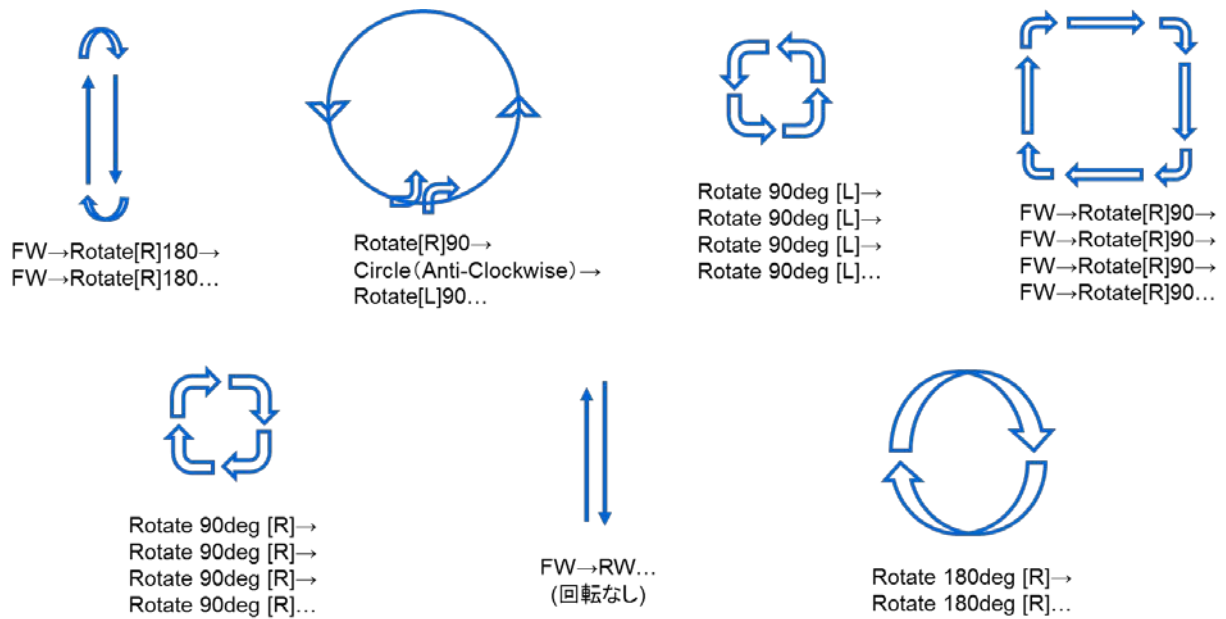 FW→Rotate[R]180→
FW→Rotate[R]180…
Rotate[R]90→
Circle(Anti-Clockwise)→
Rotate[L]90…
Rotate 90deg [L]→
Rotate 90deg [L]→
Rotate 90deg [L]→
Rotate 90deg [L]…
FW→Rotate[R]90→
FW→Rotate[R]90→
FW→Rotate[R]90→
FW→Rotate[R]90…
Rotate 90deg [R]→
Rotate 90deg [R]→
Rotate 90deg [R]→
Rotate 90deg [R]…
FW→RW…
(回転なし)
Rotate 180deg [R]→
Rotate 180deg [R]…